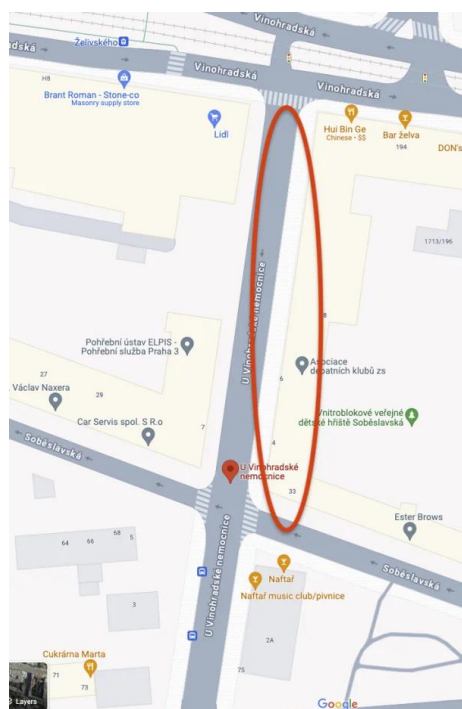 Želivského
dská
Vinohradská
Vinohradská
H8
Brant Roman - Stone-co
Masonry supply store
Lidl
Hui Bin Ge
Chinese • $$
Bar želva
194
DON's
1713/196
U Vinohradské nemocnice
8
Pohřební ústav ELPIS -
Pohřební služba Praha 3
Asociace
debatních klubů zs
6
27
Václav Naxera
29
Car Servis spol. S R.o
7
Vnitroblokové veřejné
dětské hřiště Soběslavská
4
Soběslavská
U Vinohradské
nemocnice
33
Ester Brows
U Vinohradské nemocnice
64
66
68
5
Naftař
Naftař music club/pivnice
Soběslavská
3
2A
Cukrárna Marta
71
73
75
Layers
Google